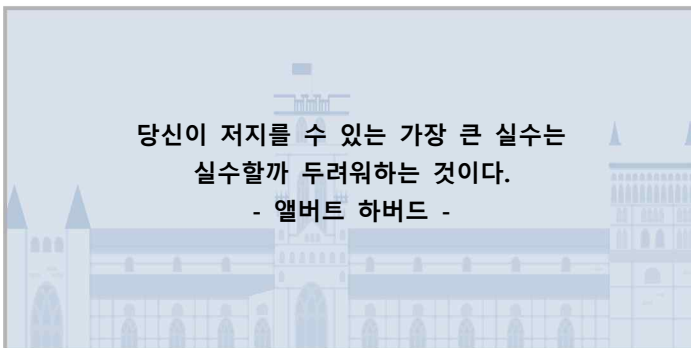 당신이 저지를 수 있는 가장 큰 실수는
실수할까 두려워하는 것이다.
- 앨버트 하버드 -